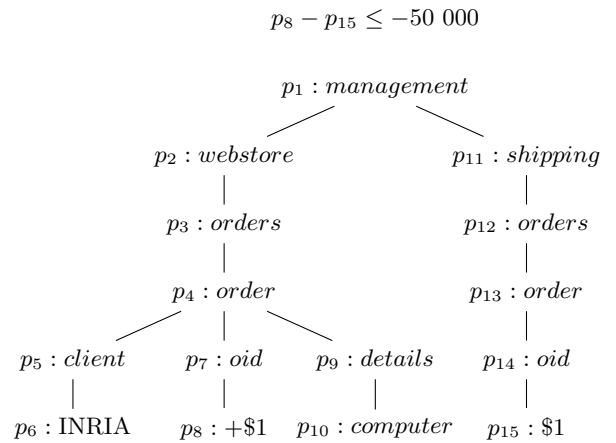 p₈ − p₁₅ ≤ −50 000
p₁ : management
p₂ : webstore p₁₁ : shipping
p₃ : orders p₁₂ : orders
p₄ : order p₁₃ : order
p₅ : client p₇ : oid p₉ : details p₁₄ : oid
p₆ : INRIA p₈ : +$1 p₁₀ : computer p₁₅ : $1